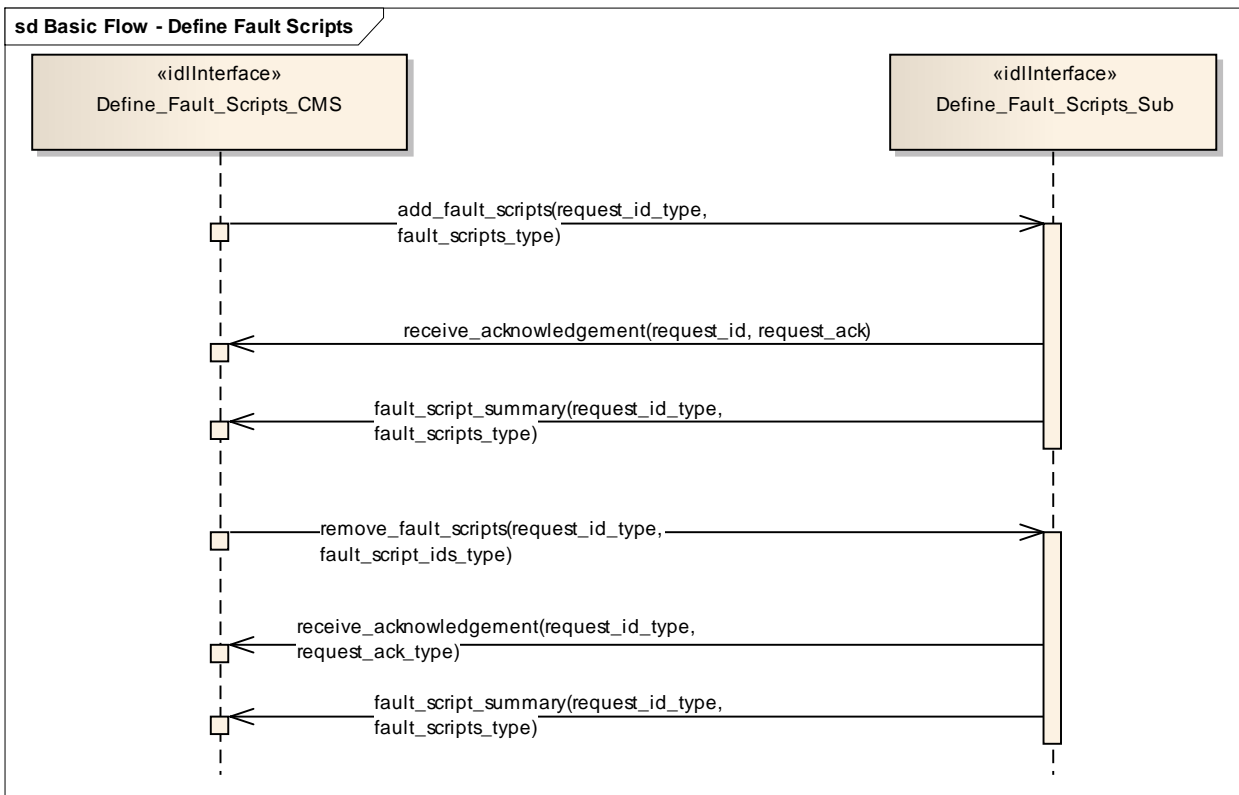 sd Basic Flow - Define Fault Scripts
«idlInterface»
Define_Fault_Scripts_CMS
«idlInterface»
Define_Fault_Scripts_Sub
add_fault_scripts(request_id_type,
fault_scripts_type)
receive_acknowledgement(request_id, request_ack)
fault_script_summary(request_id_type,
fault_scripts_type)
remove_fault_scripts(request_id_type,
fault_script_ids_type)
receive_acknowledgement(request_id_type,
request_ack_type)
fault_script_summary(request_id_type,
fault_scripts_type)